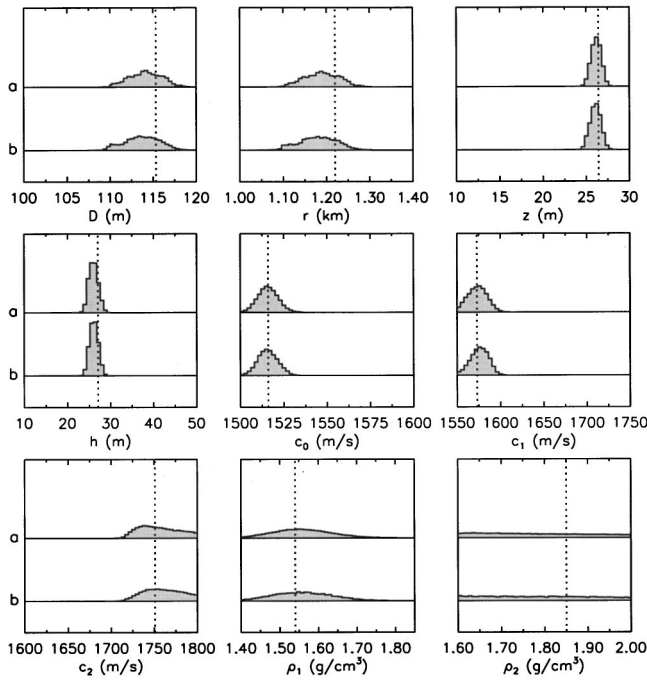 a
b
100 105 110 115 120
D (m)
1.00 1.10 1.20 1.30 1.40
r (km)
10 15 20 25 30
z (m)
a
b
10 20 30 40 50
h (m)
1500 1525 1550 1575 1600
c₀ (m/s)
1550 1600 1650 1700 1750
c₁ (m/s)
a
b
1600 1650 1700 1750 1800
c₂ (m/s)
1.40 1.50 1.60 1.70 1.80
ρ₁ (g/cm³)
1.60 1.70 1.80 1.90 2.00
ρ₂ (g/cm³)